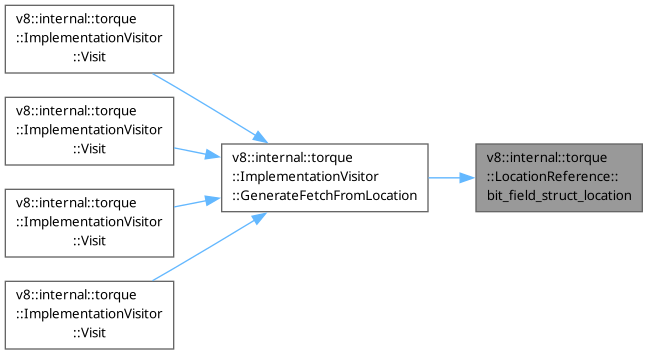 v8::internal::torque
::ImplementationVisitor
::Visit
v8::internal::torque
::ImplementationVisitor
::Visit
v8::internal::torque
::ImplementationVisitor
::Visit
v8::internal::torque
::ImplementationVisitor
::Visit
v8::internal::torque
::ImplementationVisitor
::GenerateFetchFromLocation
v8::internal::torque
::LocationReference::
bit_field_struct_location